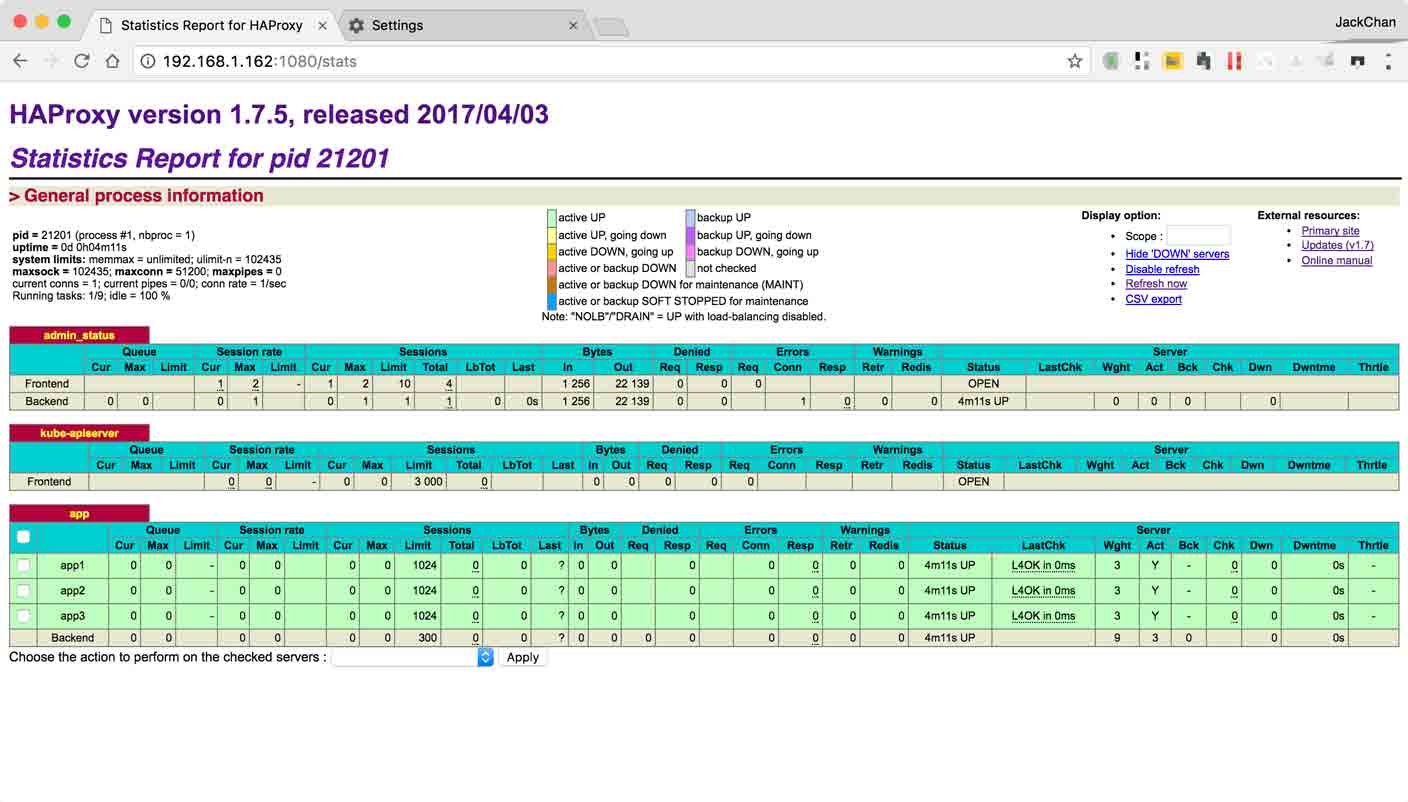 Statistics Report for HAProxy
Settings
JackChan
192.168.1.162:1080/stats
HAProxy version 1.7.5, released 2017/04/03
Statistics Report for pid 21201
> General process information
pid = 21201 (process #1, nbproc = 1)
uptime = 0d 0h04m11s
system limits: memmax = unlimited; ulimit-n = 102435
maxsock = 102435; maxconn = 51200; maxpipes = 0
current conns = 1; current pipes = 0/0; conn rate = 1/sec
Running tasks: 1/9; idle = 100 %
active UP backup UP
active UP, going down backup UP, going down
active DOWN, going up backup DOWN, going up
active or backup DOWN not checked
active or backup DOWN for maintenance (MAINT)
active or backup SOFT STOPPED for maintenance
Note: "NOLB"/"DRAIN" = UP with load-balancing disabled.
Display option:
• Scope :
• Hide 'DOWN' servers
• Disable refresh
• Refresh now
• CSV export
External resources:
• Primary site
• Updates (v1.7)
• Online manual
admin_status
Queue Session rate Sessions Bytes Denied Errors Warnings Server
Cur Max Limit Cur Max Limit Cur Max Limit Total LbTot Last In Out Req Resp Req Conn Resp Retr Redis Status LastChk Wght Act Bck Chk Dwn Dwntme Thrtle
Frontend 1 2 - 1 2 10 4 1 256 22 139 0 0 0 OPEN
Backend 0 0 0 1 0 1 1 1 0 0s 1 256 22 139 0 0 1 0 0 0 4m11s UP 0 0 0 0
kube-apiserver
Queue Session rate Sessions Bytes Denied Errors Warnings Server
Cur Max Limit Cur Max Limit Cur Max Limit Total LbTot Last In Out Req Resp Req Conn Resp Retr Redis Status LastChk Wght Act Bck Chk Dwn Dwntme Thrtle
Frontend 0 0 - 0 0 3 000 0 0 0 0 0 0 OPEN
app
Queue Session rate Sessions Bytes Denied Errors Warnings Server
Cur Max Limit Cur Max Limit Cur Max Limit Total LbTot Last In Out Req Resp Req Conn Resp Retr Redis Status LastChk Wght Act Bck Chk Dwn Dwntme Thrtle
app1 0 0 - 0 0 0 0 1024 0 0 ? 0 0 0 0 0 0 0 4m11s UP L4OK in 0ms 3 Y - 0 0 0s -
app2 0 0 - 0 0 0 0 1024 0 0 ? 0 0 0 0 0 0 0 4m11s UP L4OK in 0ms 3 Y - 0 0 0s -
app3 0 0 - 0 0 0 0 1024 0 0 ? 0 0 0 0 0 0 0 4m11s UP L4OK in 0ms 3 Y - 0 0 0s -
Backend 0 0 0 0 0 0 300 0 0 ? 0 0 0 0 0 0 0 0 4m11s UP 9 3 0 0 0s
Choose the action to perform on the checked servers : Apply